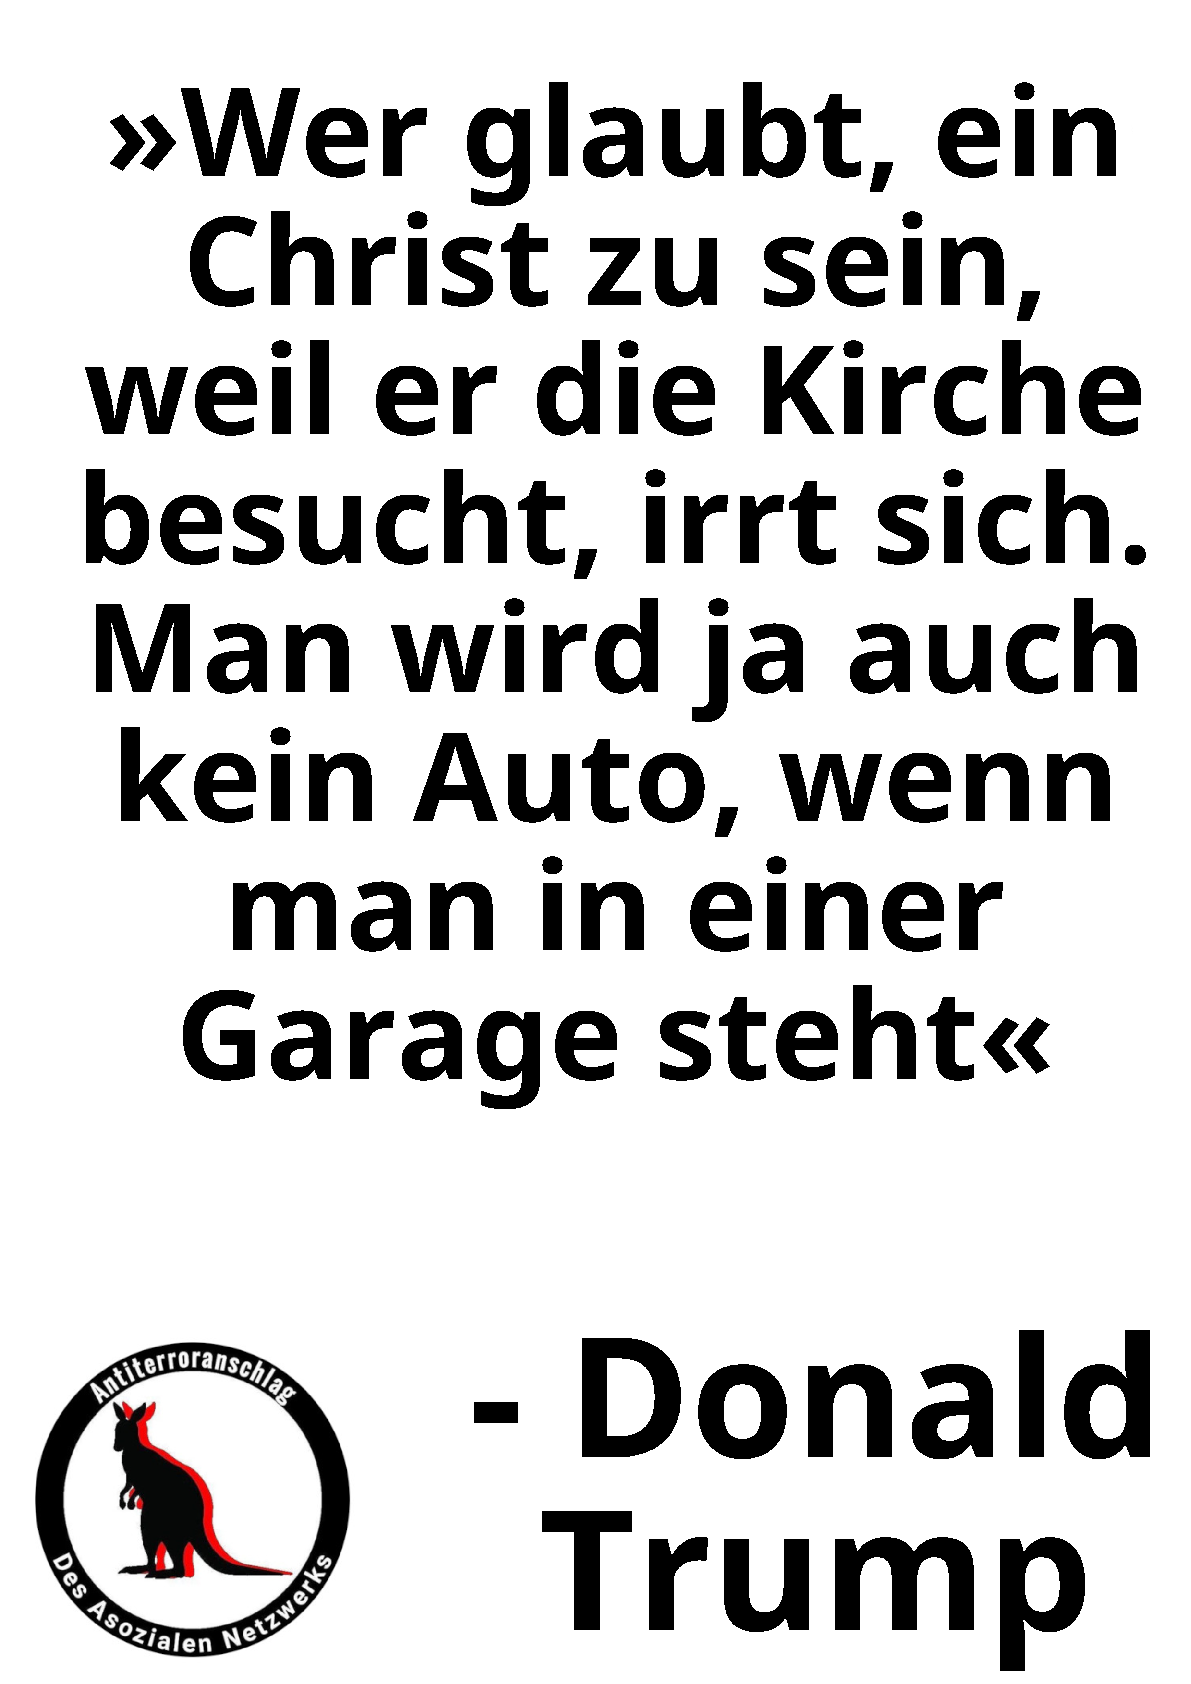 »Wer glaubt, ein
Christ zu sein,
weil er die Kirche
besucht, irrt sich.
Man wird ja auch
kein Auto, wenn
man in einer
Garage steht«
- Donald
Trump
Antiterroranschlag
Des Asozialen Netzwerks